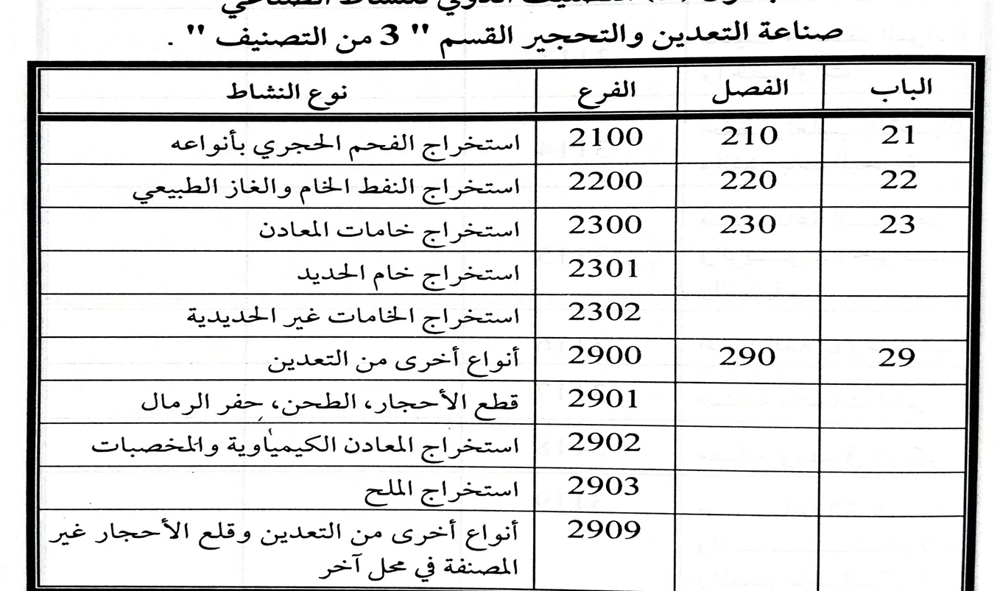 التصنيف الدولي للنشاط الصناعي
صناعة التعدين والتحجير القسم " 3 من التصنيف " .
الباب الفصل الفرع نوع النشاط
21 210 2100 استخراج الفحم الحجري بأنواعه
22 220 2200 استخراج النفط الخام والغاز الطبيعي
23 230 2300 استخراج خامات المعادن
2301 استخراج خام الحديد
2302 استخراج الخامات غير الحديدية
29 290 2900 أنواع أخرى من التعدين
2901 قطع الأحجار، الطحن، حفر الرمال
2902 استخراج المعادن الكيمياوية والمخصبات
2903 استخراج الملح
2909 أنواع أخرى من التعدين وقلع الأحجار غير
المصنفة في محل آخر